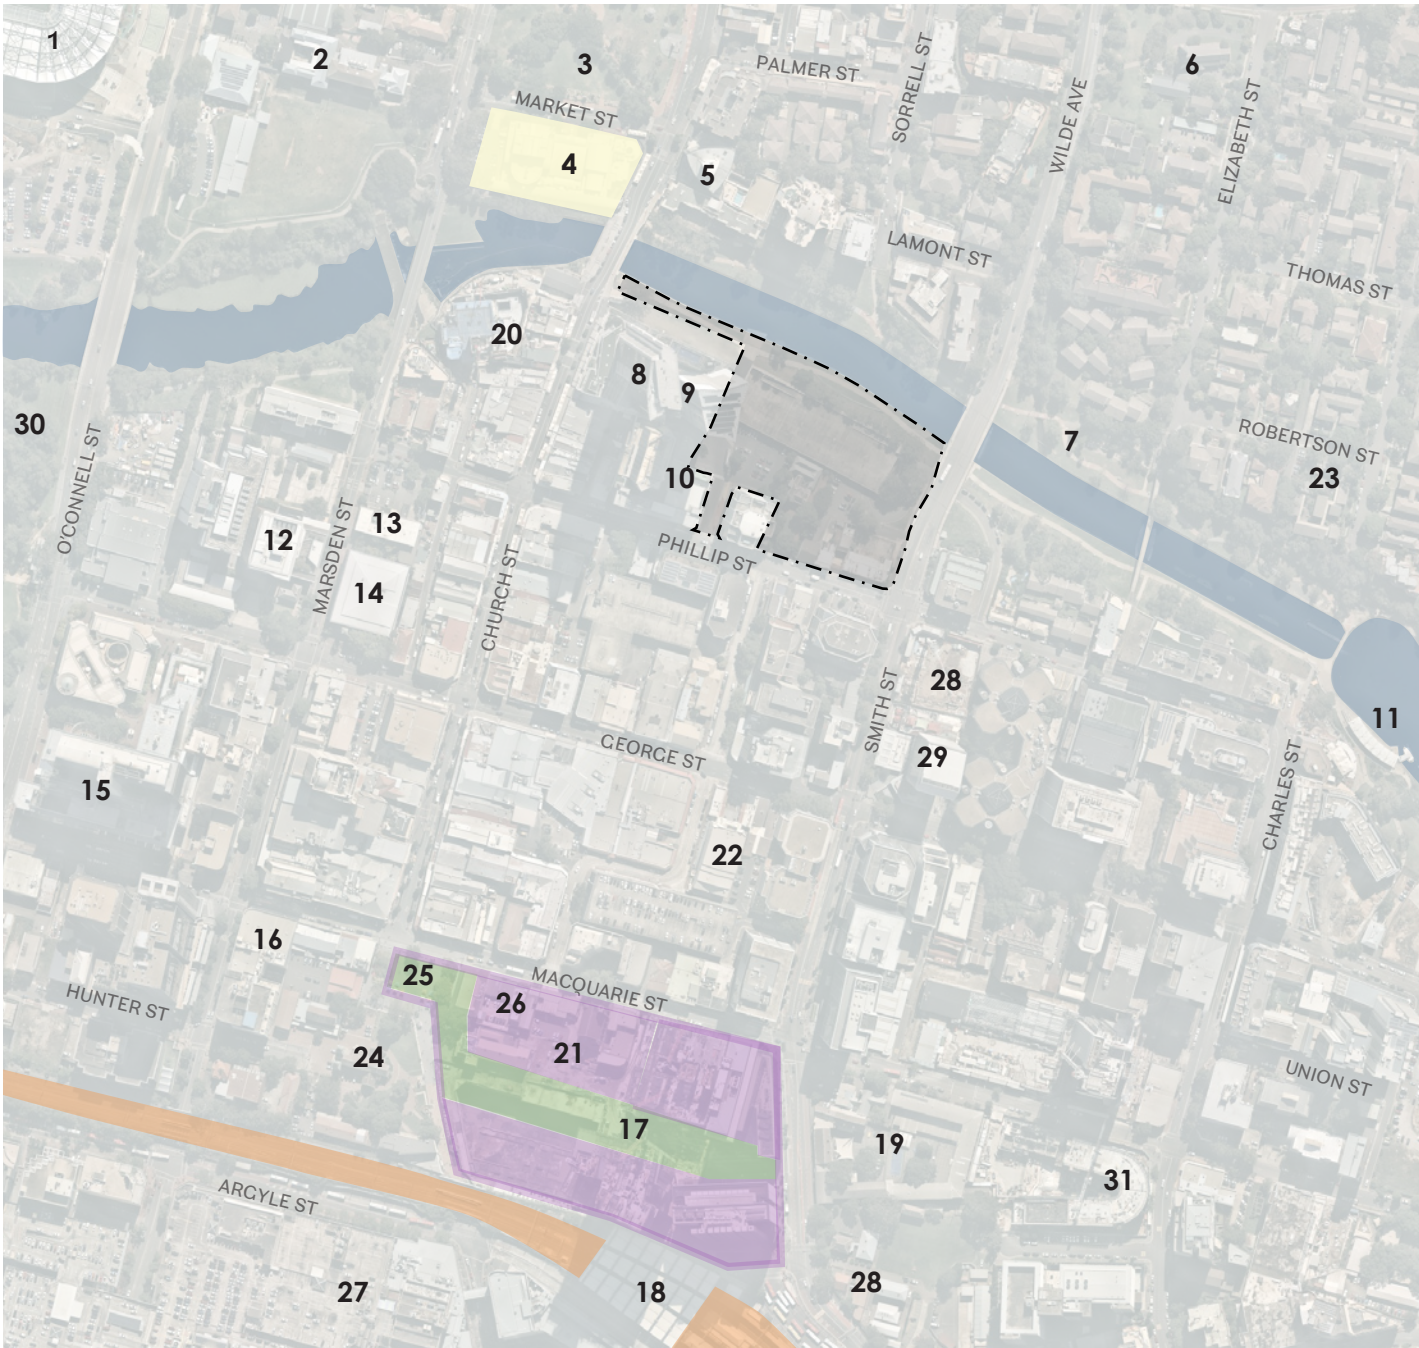 1
2
3
6
PALMER ST
SORRELL ST
WILDE AVE
ELIZABETH ST
MARKET ST
4
5
LAMONT ST
THOMAS ST
20
8
9
30
7
ROBERTSON ST
23
O'CONNELL ST
10
12
MARSDEN ST
13
14
CHURCH ST
PHILLIP ST
28
SMITH ST
11
GEORGE ST
29
15
CHARLES ST
22
16
25
MACQUARIE ST
26
HUNTER ST
24
21
UNION ST
17
19
31
ARGYLE ST
27
18
28